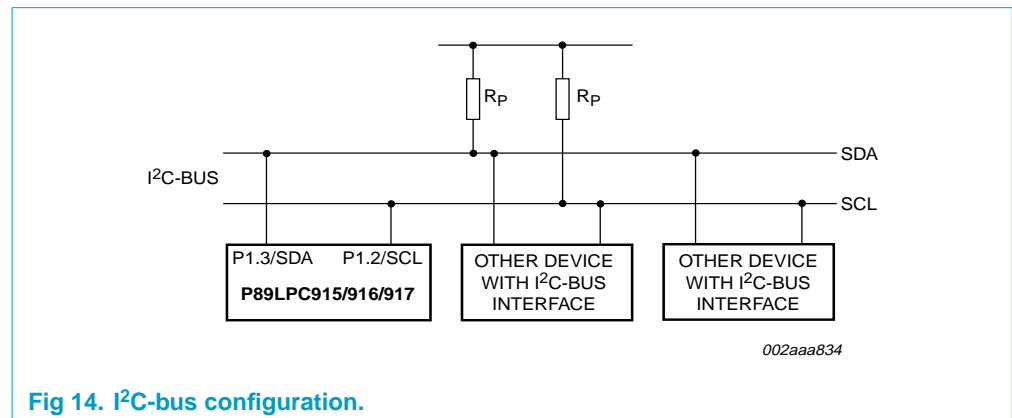 RP RP
SDA
I²C-BUS
SCL
P1.3/SDA P1.2/SCL
P89LPC915/916/917
OTHER DEVICE
WITH I²C-BUS
INTERFACE
OTHER DEVICE
WITH I²C-BUS
INTERFACE
002aaa834
Fig 14. I²C-bus configuration.